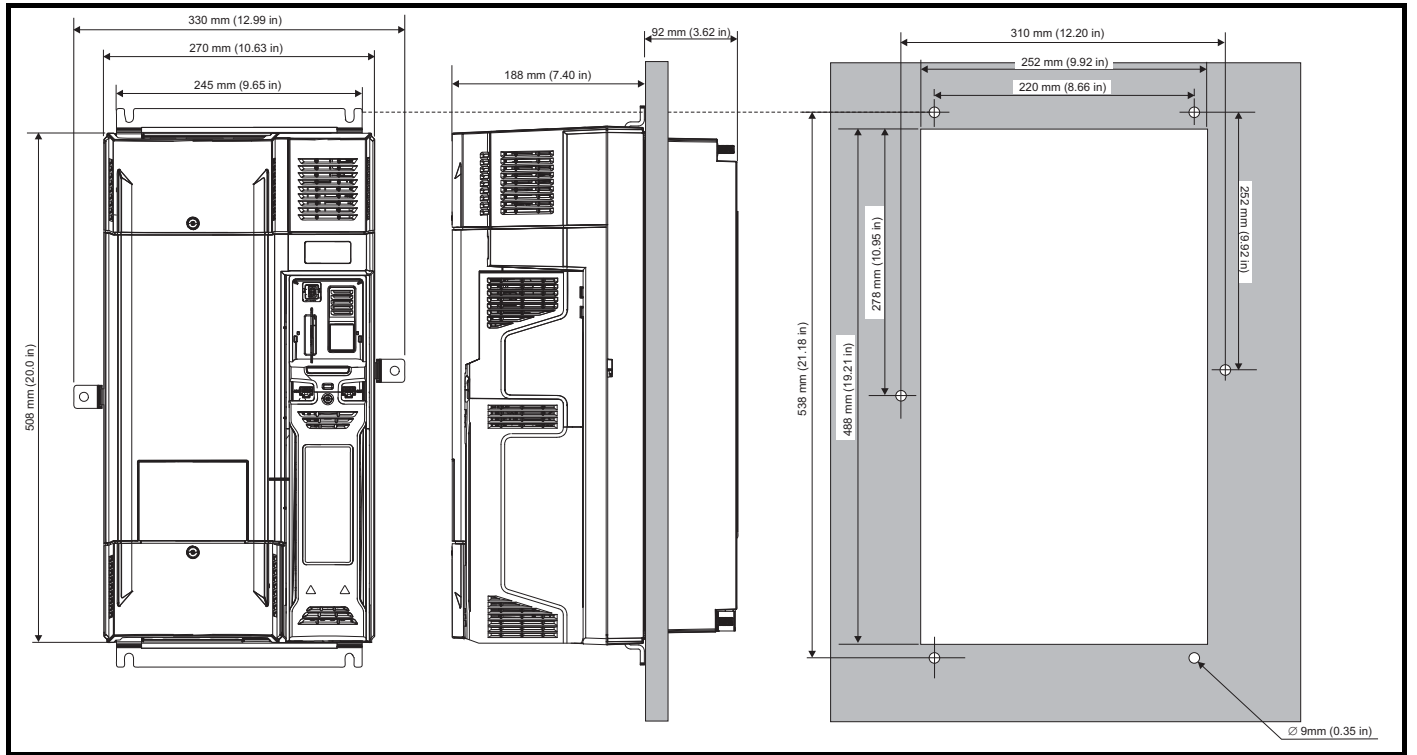 330 mm (12.99 in)
270 mm (10.63 in)
245 mm (9.65 in)
508 mm (20.0 in)
92 mm (3.62 in)
188 mm (7.40 in)
310 mm (12.20 in)
252 mm (9.92 in)
220 mm (8.66 in)
538 mm (21.18 in)
488 mm (19.21 in)
278 mm (10.95 in)
252 mm (9.92 in)
∅ 9mm (0.35 in)